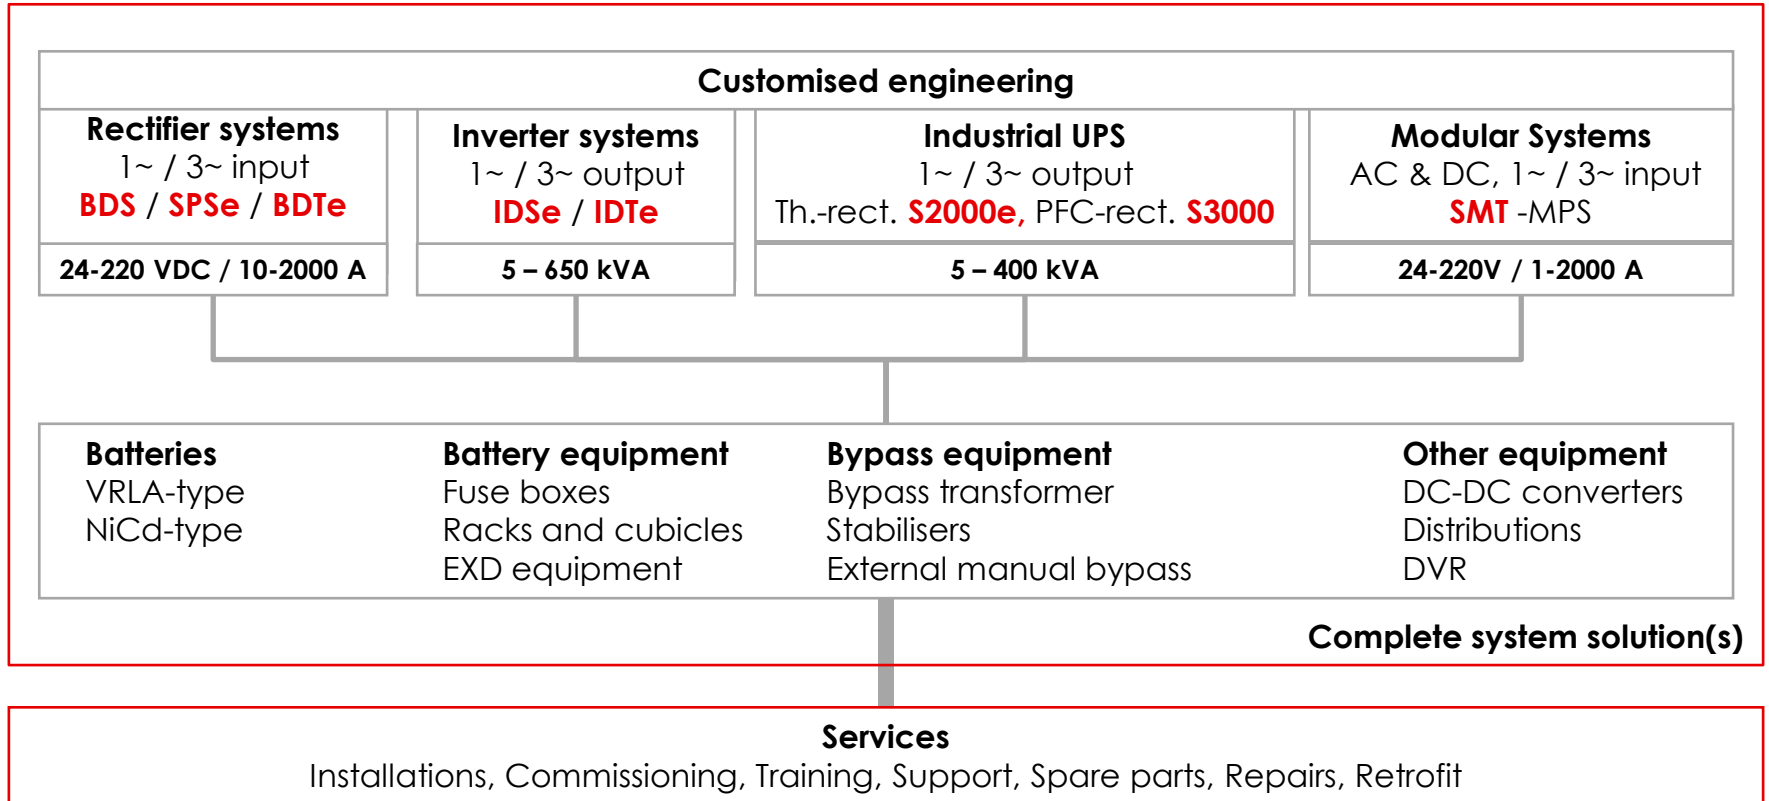 Customised engineering
Rectifier systems
1~ / 3~ input
BDS / SPSe / BDTe
24-220 VDC / 10-2000 A
Inverter systems
1~ / 3~ output
IDSe / IDTe
5 – 650 kVA
Industrial UPS
1~ / 3~ output
Th.-rect. S2000e, PFC-rect. S3000
5 – 400 kVA
Modular Systems
AC & DC, 1~ / 3~ input
SMT -MPS
24-220V / 1-2000 A
Batteries
VRLA-type
NiCd-type
Battery equipment
Fuse boxes
Racks and cubicles
EXD equipment
Bypass equipment
Bypass transformer
Stabilisers
External manual bypass
Other equipment
DC-DC converters
Distributions
DVR
Complete system solution(s)
Services
Installations, Commissioning, Training, Support, Spare parts, Repairs, Retrofit